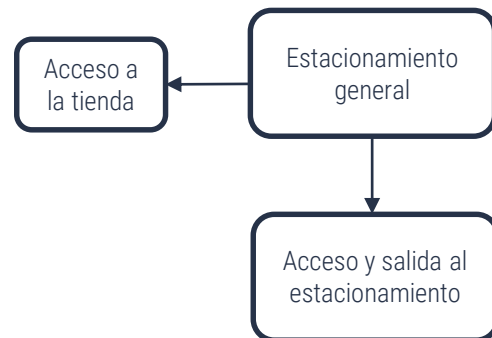 Acceso a
la tienda
Estacionamiento
general
Acceso y salida al
estacionamiento